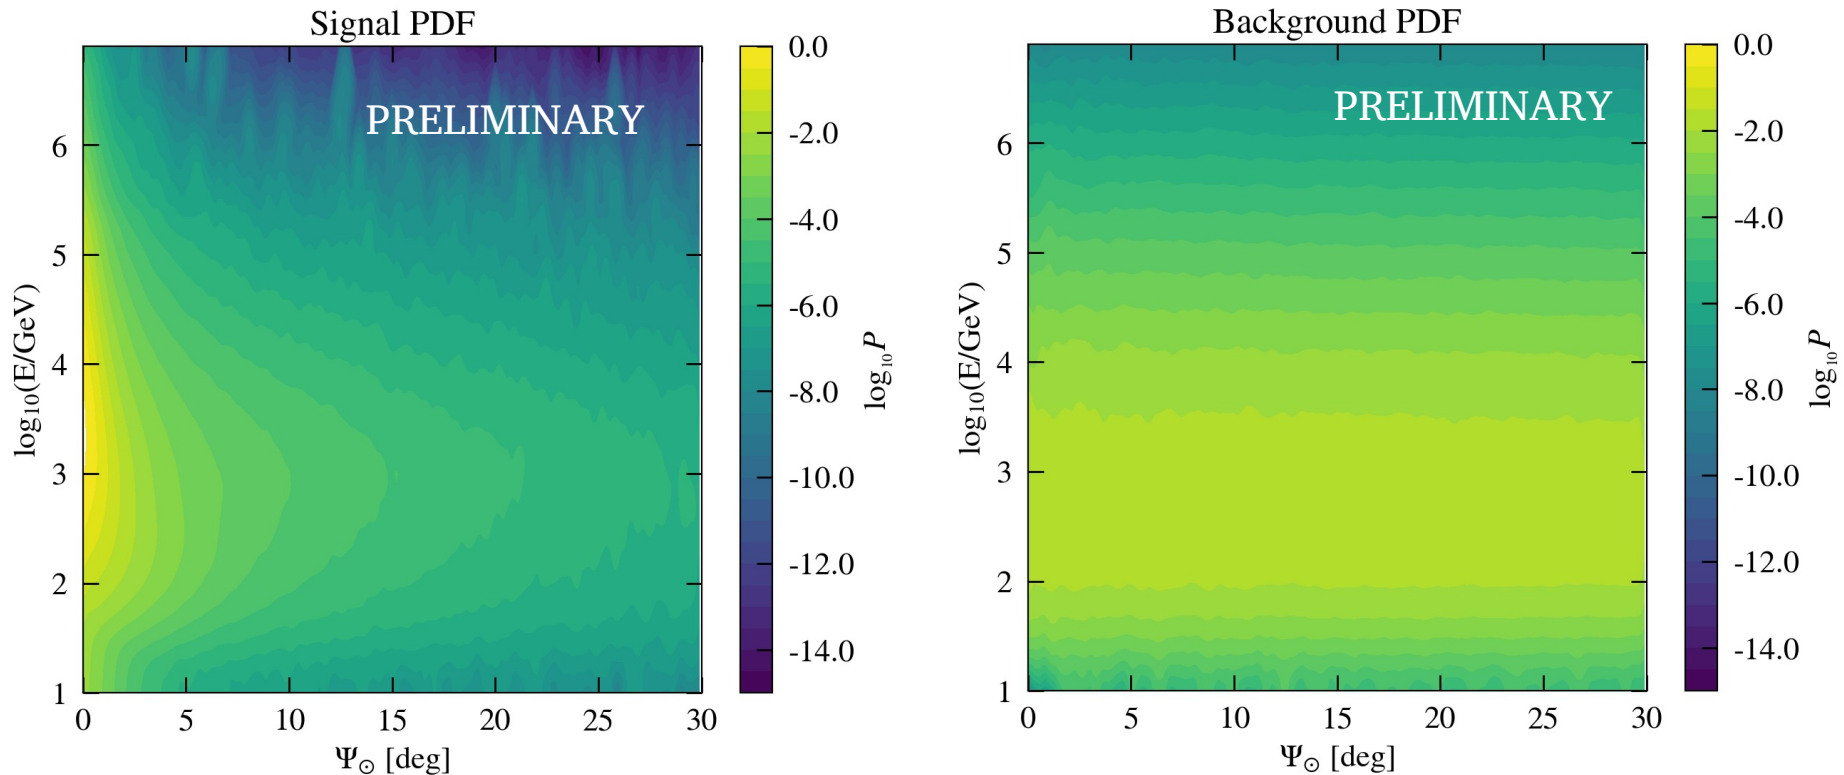 Signal PDF
PRELIMINARY
log₁₀(E/GeV)
6
5
4
3
2
1
0 5 10 15 20 25 30
Ψ☉ [deg]
0.0
-2.0
-4.0
-6.0
-8.0
-10.0
-12.0
-14.0
log₁₀P
Background PDF
PRELIMINARY
log₁₀(E/GeV)
6
5
4
3
2
1
0 5 10 15 20 25 30
Ψ☉ [deg]
0.0
-2.0
-4.0
-6.0
-8.0
-10.0
-12.0
-14.0
log₁₀P